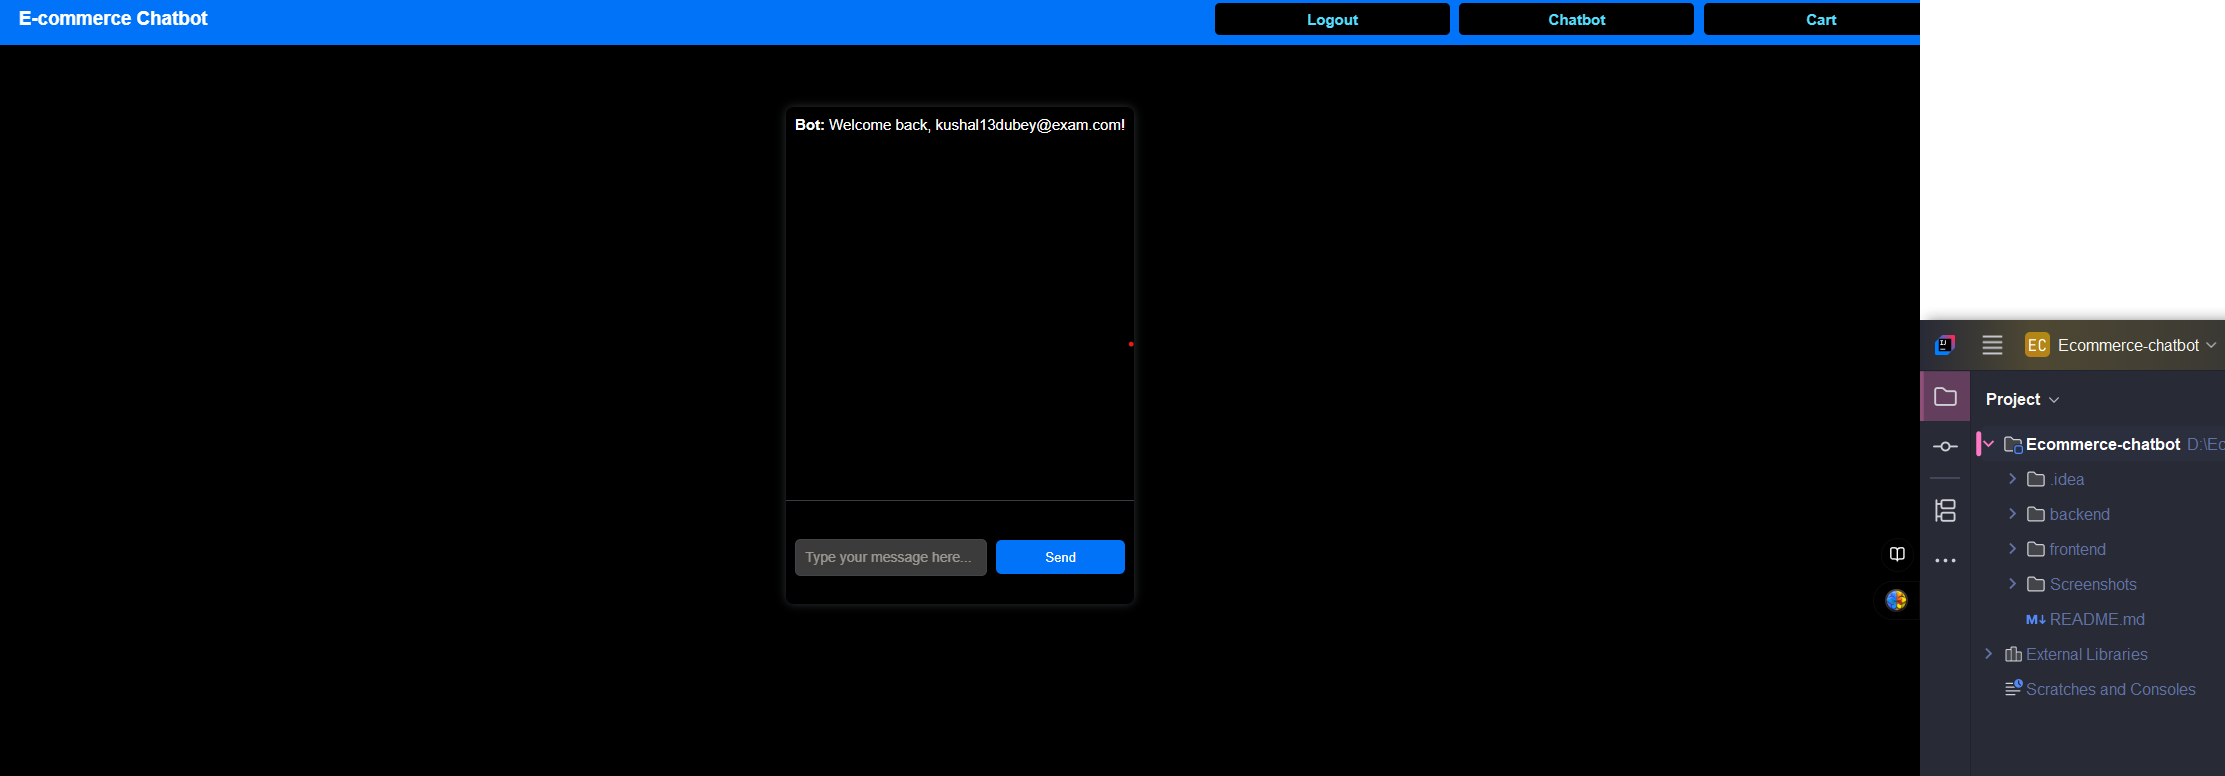 E-commerce Chatbot
Logout
Chatbot
Cart
Bot: Welcome back, kushal13dubey@exam.com!
Type your message here...
Send
IJ
EC Ecommerce-chatbot
Project
Ecommerce-chatbot D:\Ec
.idea
backend
frontend
Screenshots
M↓ README.md
External Libraries
Scratches and Consoles